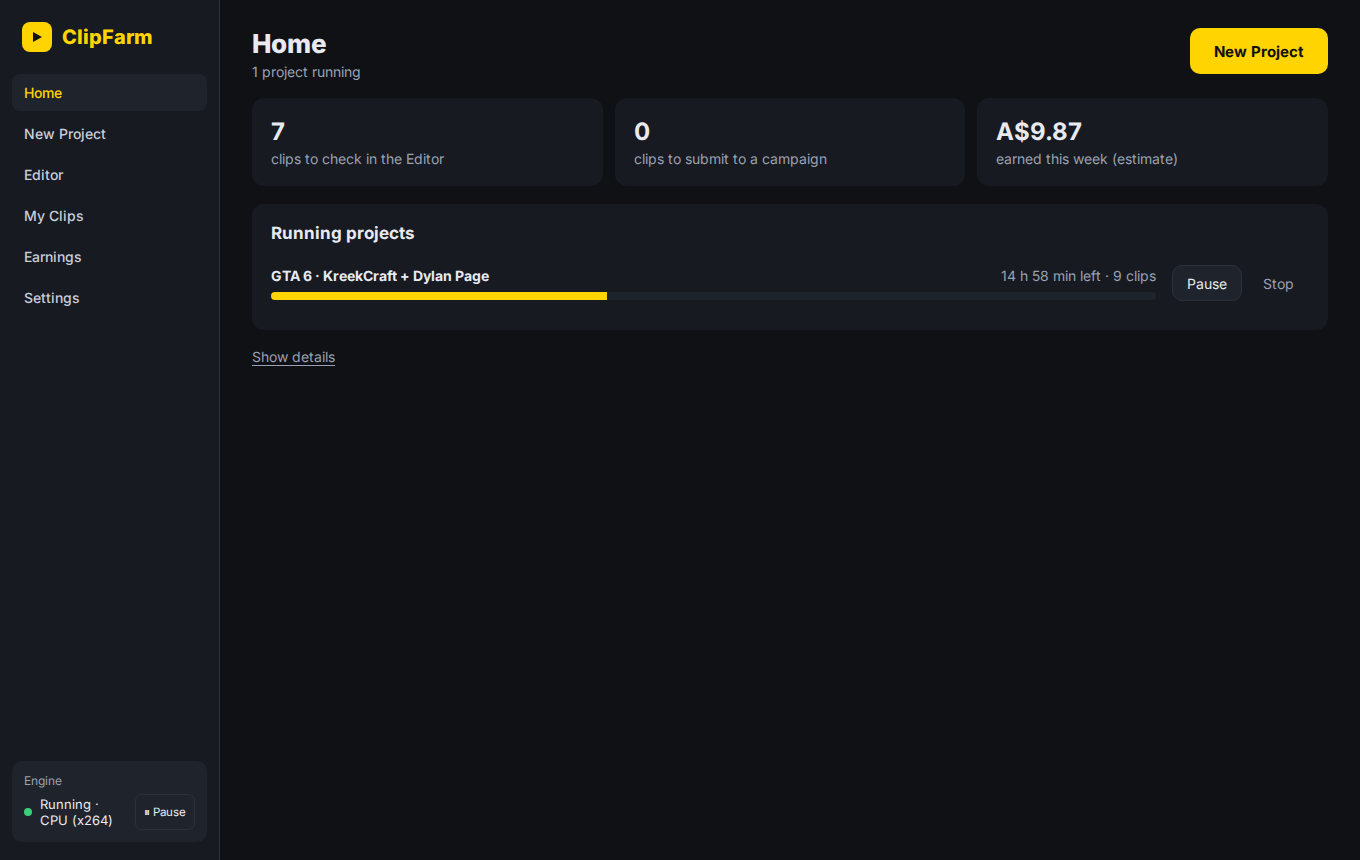 ClipFarm
Home
New Project
Editor
My Clips
Earnings
Settings
Engine
Running ·
CPU (x64)
Pause
Home
1 project running
New Project
7
clips to check in the Editor
0
clips to submit to a campaign
A$9.87
earned this week (estimate)
Running projects
GTA 6 · KreekCraft + Dylan Page
14 h 58 min left · 9 clips
Pause
Stop
Show details